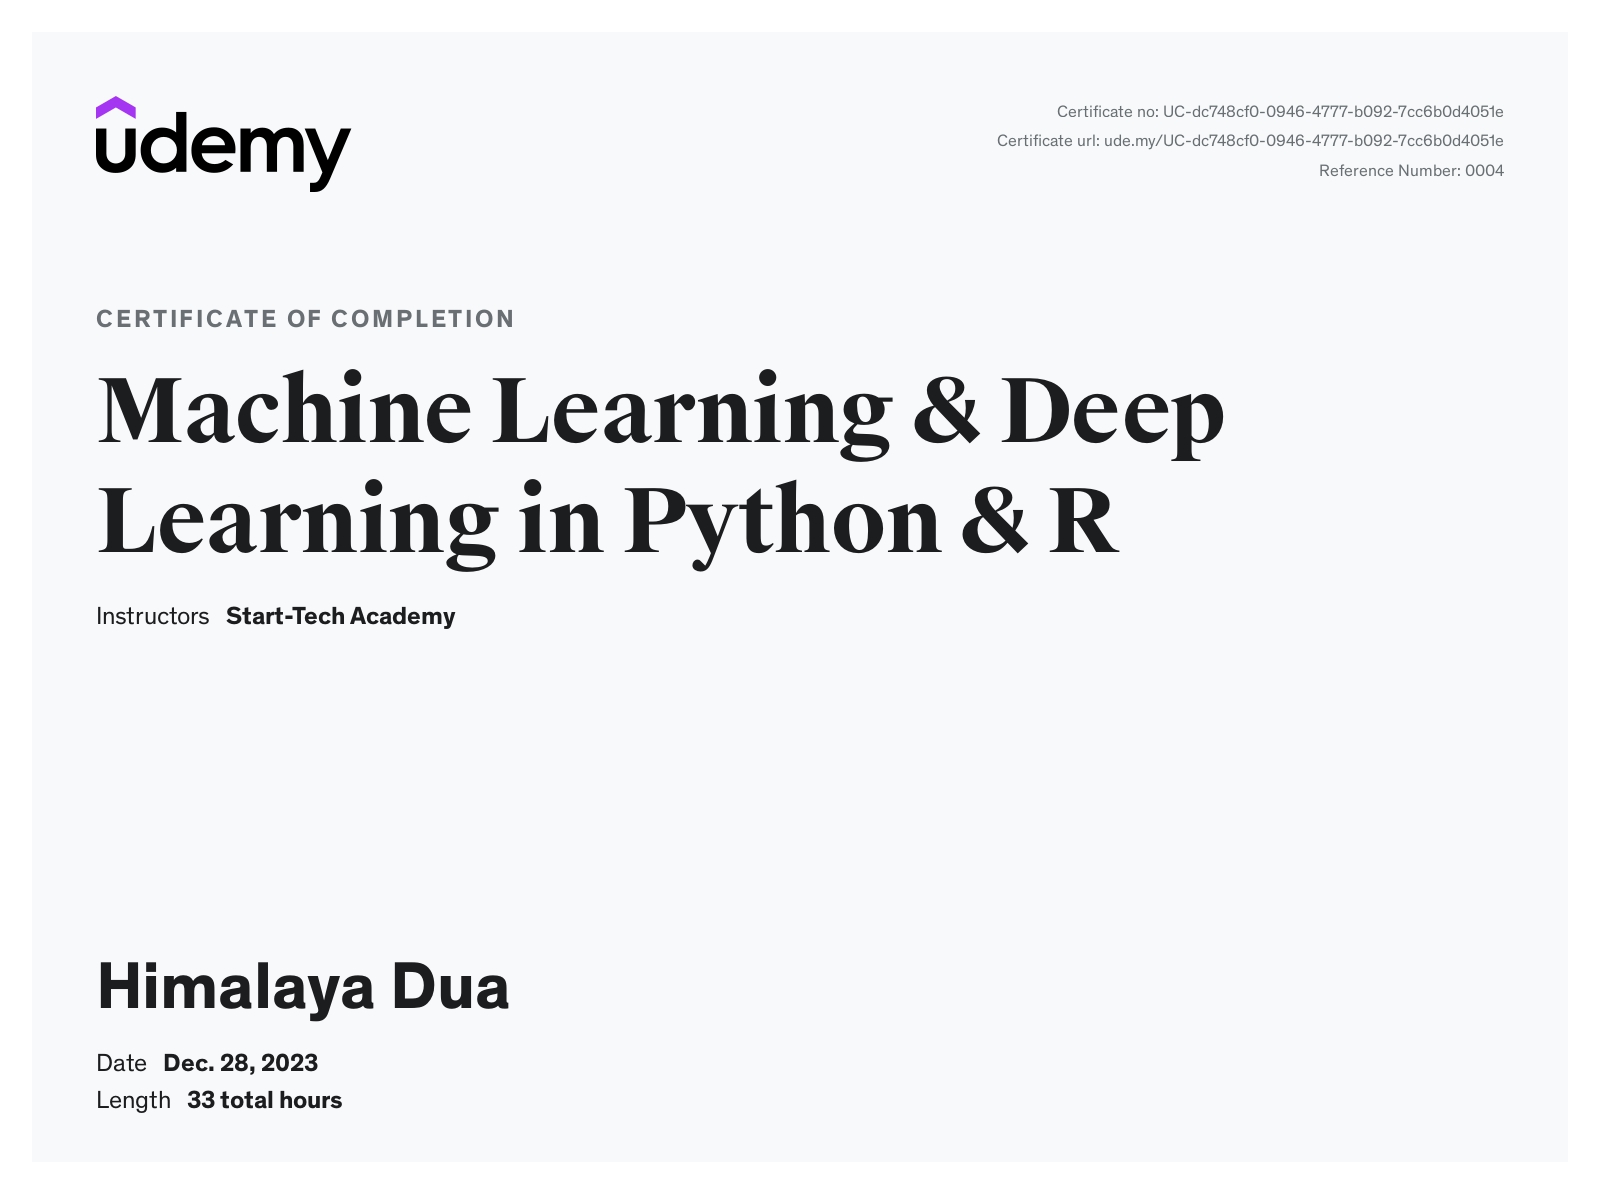 udemy
Certificate no: UC-dc748cf0-0946-4777-b092-7cc6b0d4051e
Certificate url: ude.my/UC-dc748cf0-0946-4777-b092-7cc6b0d4051e
Reference Number: 0004
CERTIFICATE OF COMPLETION
Machine Learning & Deep
Learning in Python & R
Instructors Start-Tech Academy
Himalaya Dua
Date Dec. 28, 2023
Length 33 total hours